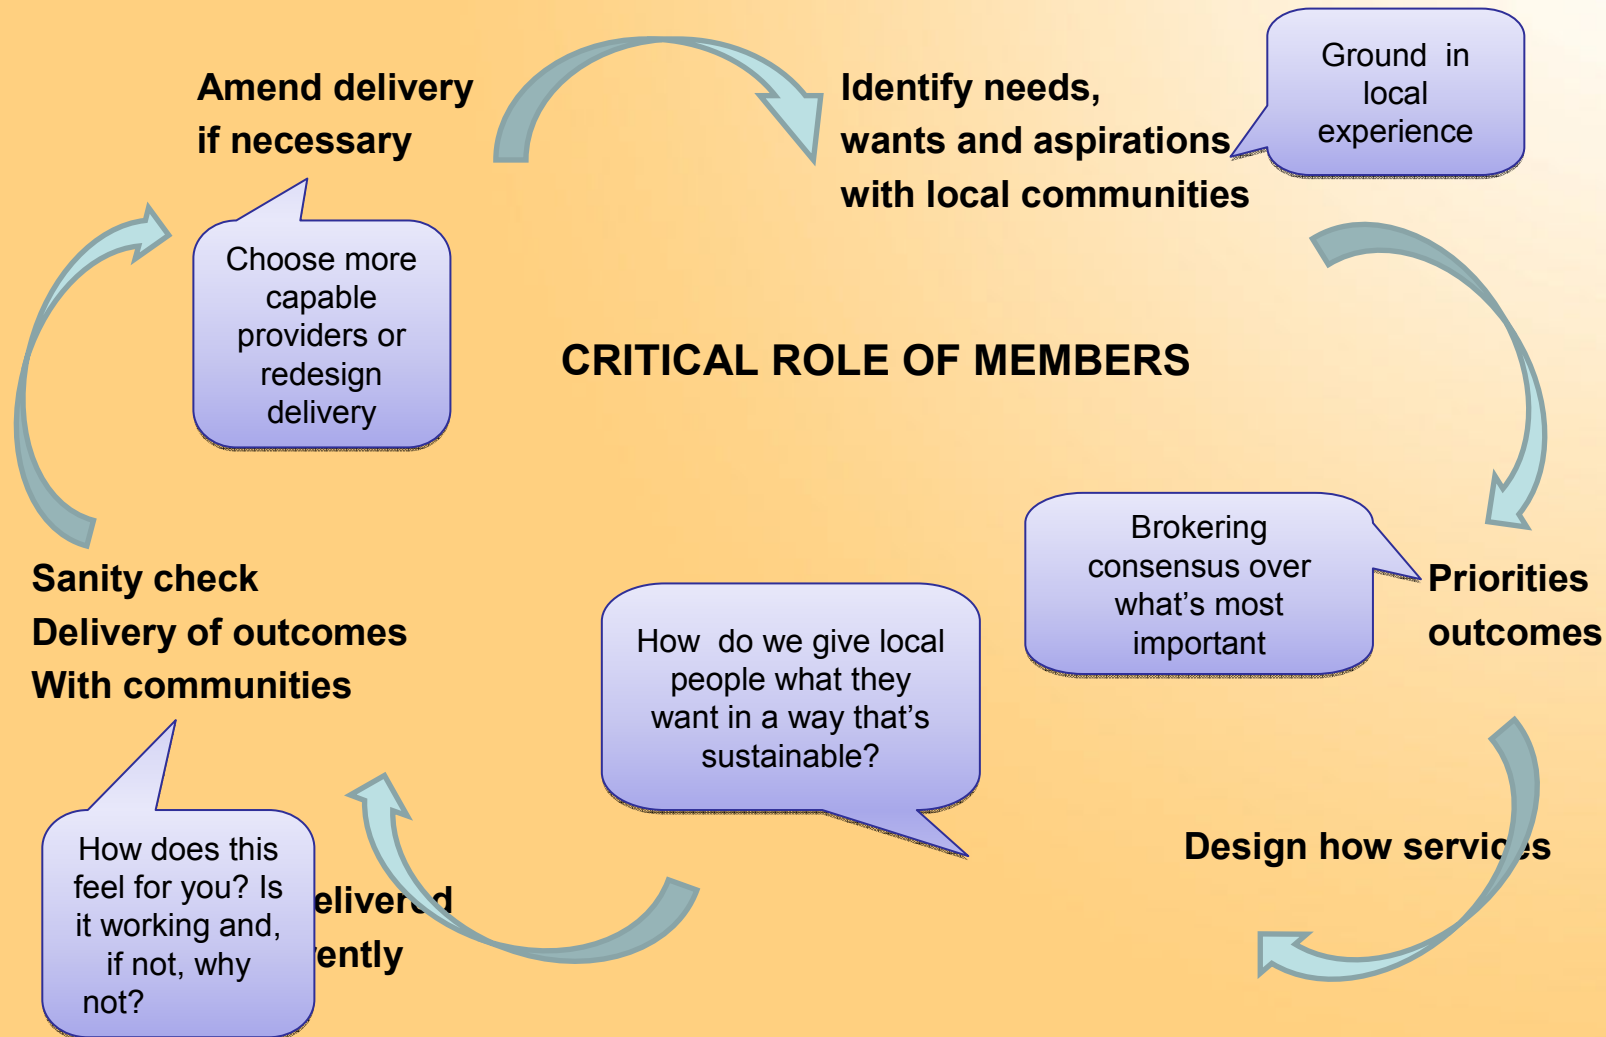 Amend delivery
if necessary
Identify needs,
wants and aspirations
with local communities
Ground in
local
experience
Choose more
capable
providers or
redesign
delivery
CRITICAL ROLE OF MEMBERS
Brokering
consensus over
what’s most
important
Priorities
outcomes
Sanity check
Delivery of outcomes
With communities
How do we give local
people what they
want in a way that’s
sustainable?
Design how services
How does this
feel for you? Is
it working and,
if not, why
not?
elivered
ently